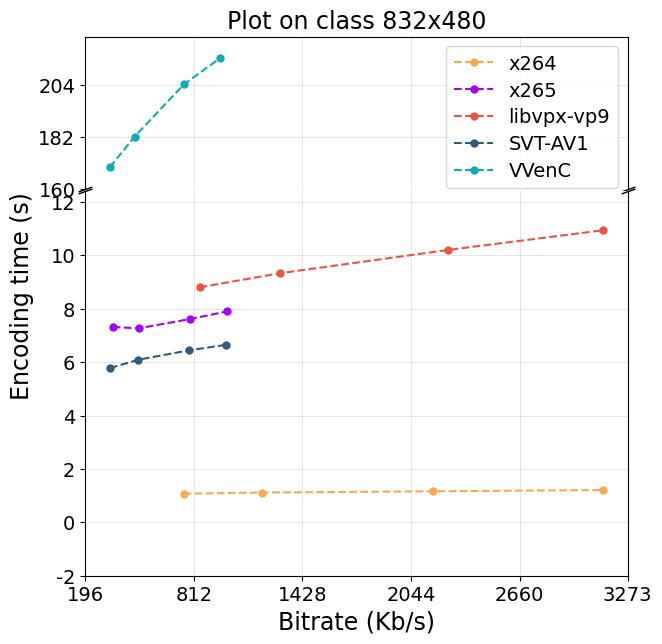 Plot on class 832x480
204
182
160
12
10
8
6
4
2
0
-2
Encoding time (s)
x264
x265
libvpx-vp9
SVT-AV1
VVenC
196 812 1428 2044 2660 3273
Bitrate (Kb/s)